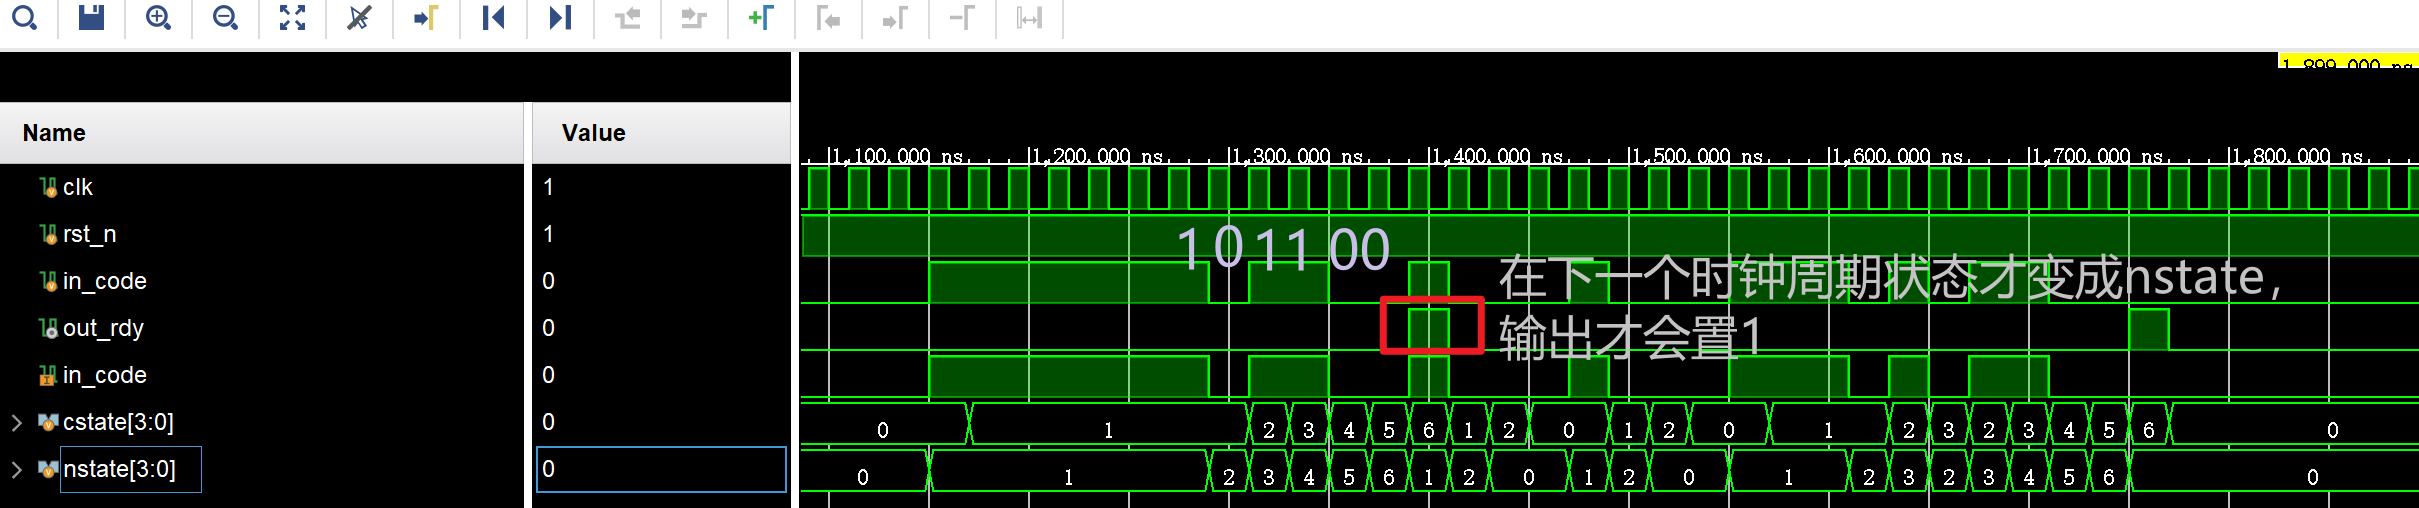 1,899.000 ns
Name Value
1,100.000 ns 1,200.000 ns 1,300.000 ns 1,400.000 ns 1,500.000 ns 1,600.000 ns 1,700.000 ns 1,800.000 ns
clk 1
rst_n 1
1 0 1 1 00
in_code 0
在下一个时钟周期状态才变成nstate，
out_rdy 0
输出才会置1
in_code 0
cstate[3:0] 0 0 1 2 3 4 5 6 1 2 0 1 2 0 1 2 3 2 3 4 5 6 0
nstate[3:0] 0 0 1 2 3 4 5 6 1 2 0 1 2 0 1 2 3 2 3 4 5 6 0